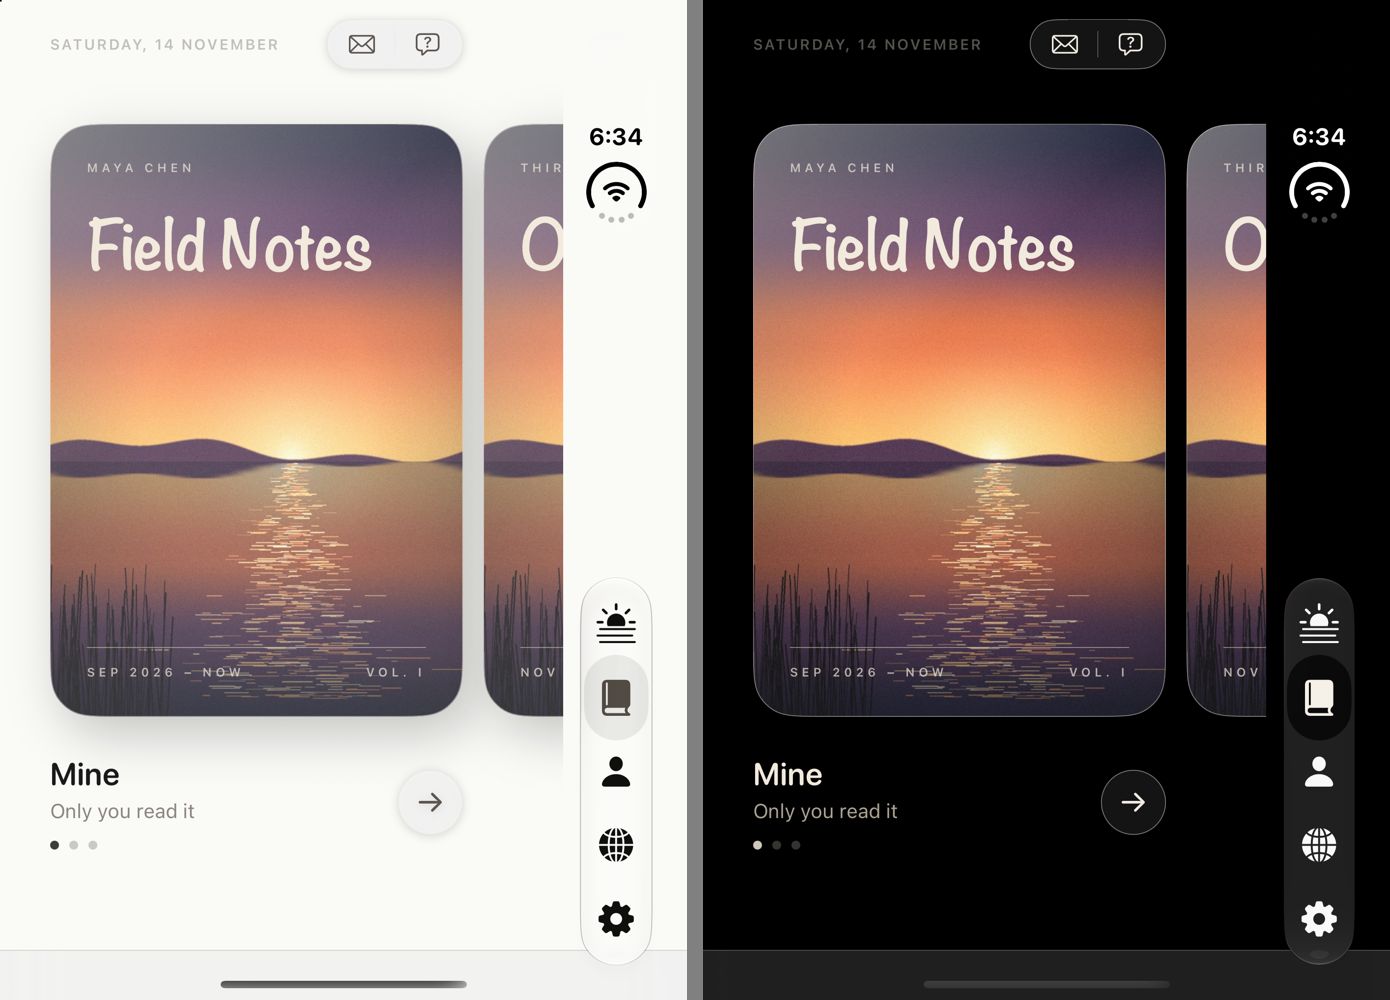 SATURDAY, 14 NOVEMBER
6:34
MAYA CHEN
Field Notes
SEP 2026 – NOW
VOL. I
THIR
O
NOV
Mine
Only you read it
SATURDAY, 14 NOVEMBER
6:34
MAYA CHEN
Field Notes
SEP 2026 – NOW
VOL. I
THIR
O
NOV
Mine
Only you read it